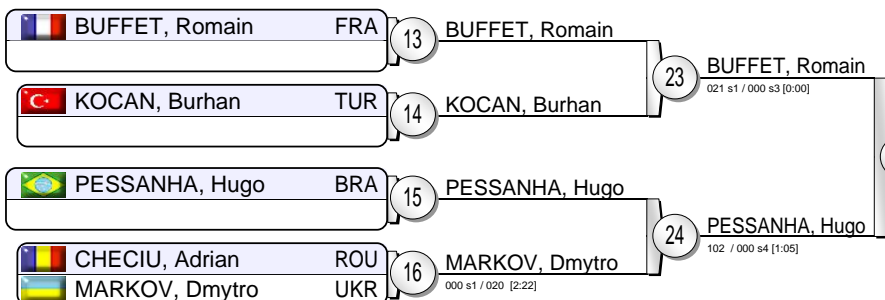 BUFFET, Romain FRA
13
BUFFET, Romain
23
BUFFET, Romain
021 s1 / 000 s3 [0:00]
KOCAN, Burhan TUR
14
KOCAN, Burhan
PESSANHA, Hugo BRA
15
PESSANHA, Hugo
24
PESSANHA, Hugo
102 / 000 s4 [1:05]
CHECIU, Adrian ROU
MARKOV, Dmytro UKR
16
MARKOV, Dmytro
000 s1 / 020 [2:22]